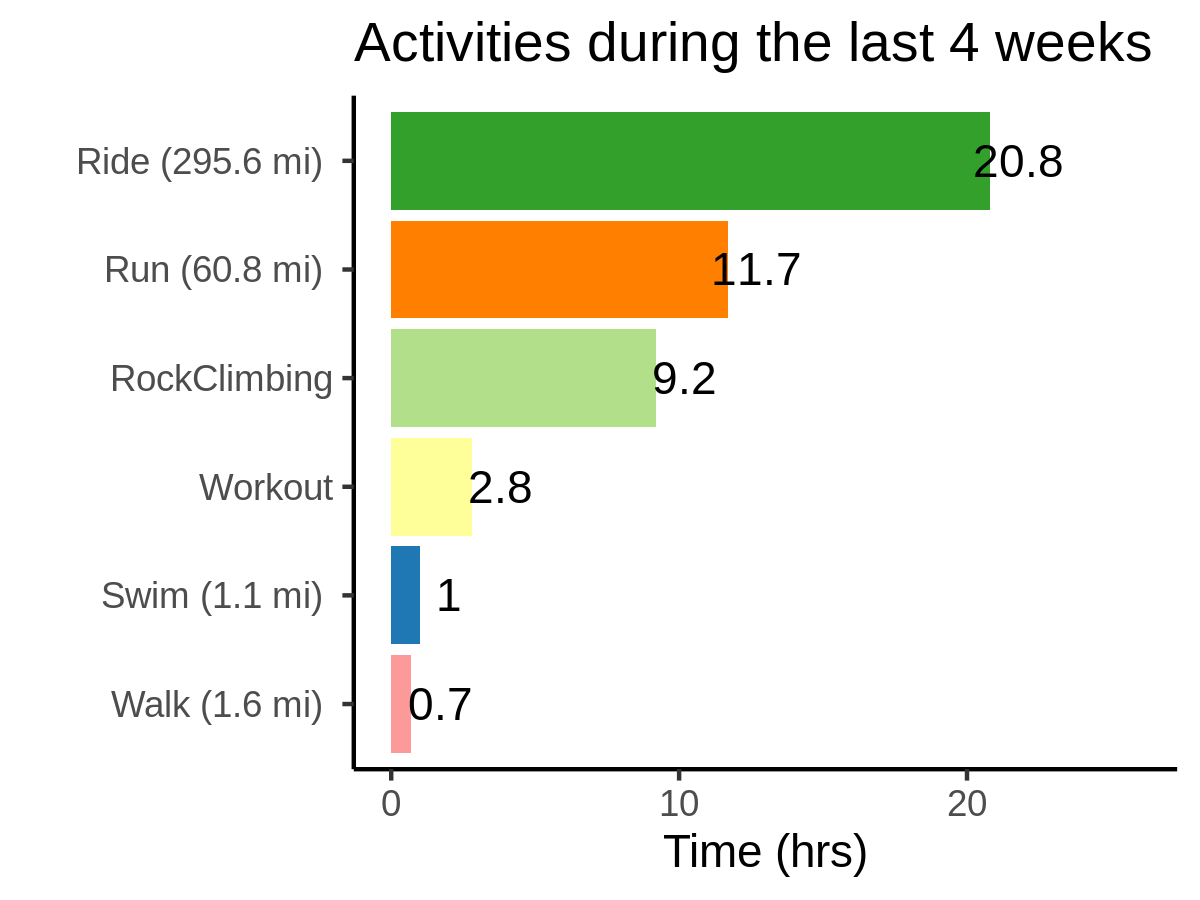 Activities during the last 4 weeks
Ride (295.6 mi) 20.8
Run (60.8 mi) 11.7
RockClimbing 9.2
Workout 2.8
Swim (1.1 mi) 1
Walk (1.6 mi) 0.7
0 10 20
Time (hrs)